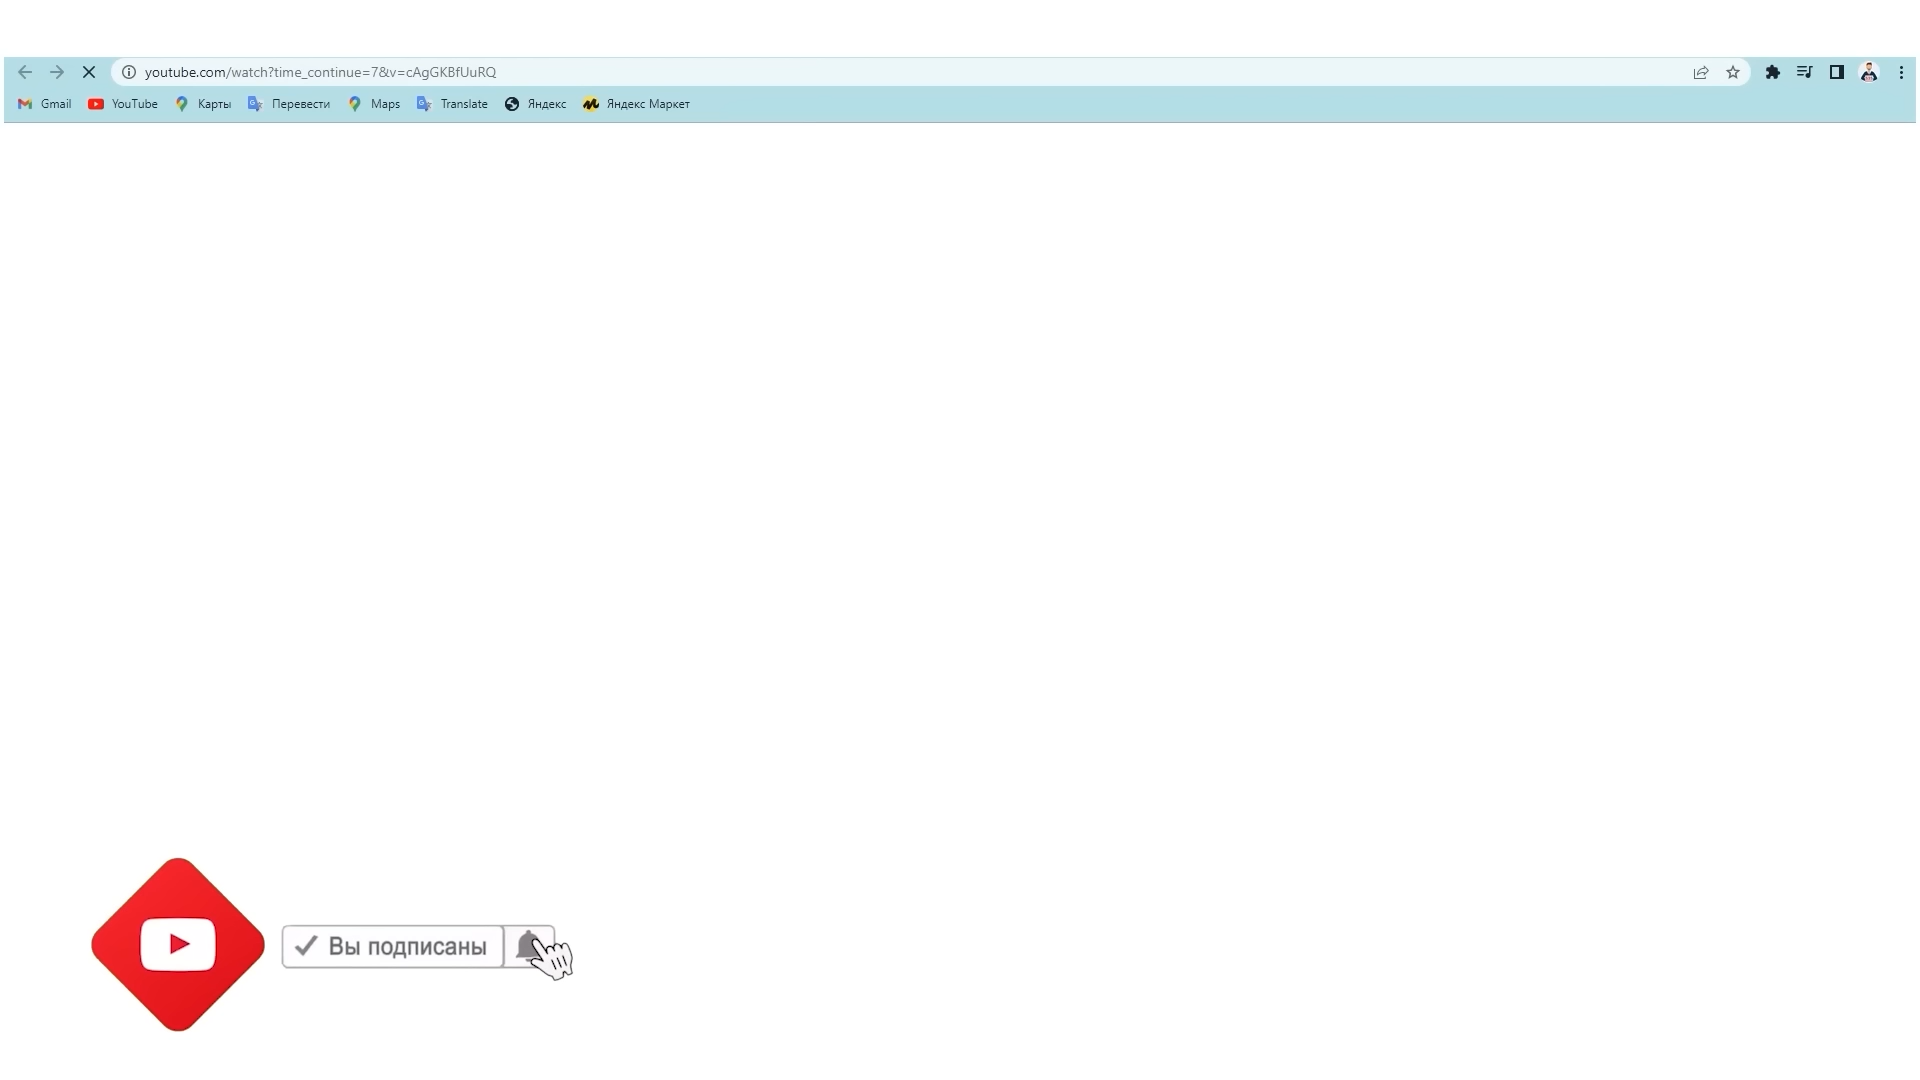 youtube.com/watch?time_continue=7&v=cAgGKBfUuRQ
Gmail YouTube Карты Перевести Maps Translate Яндекс Яндекс Маркет
Вы подписаны